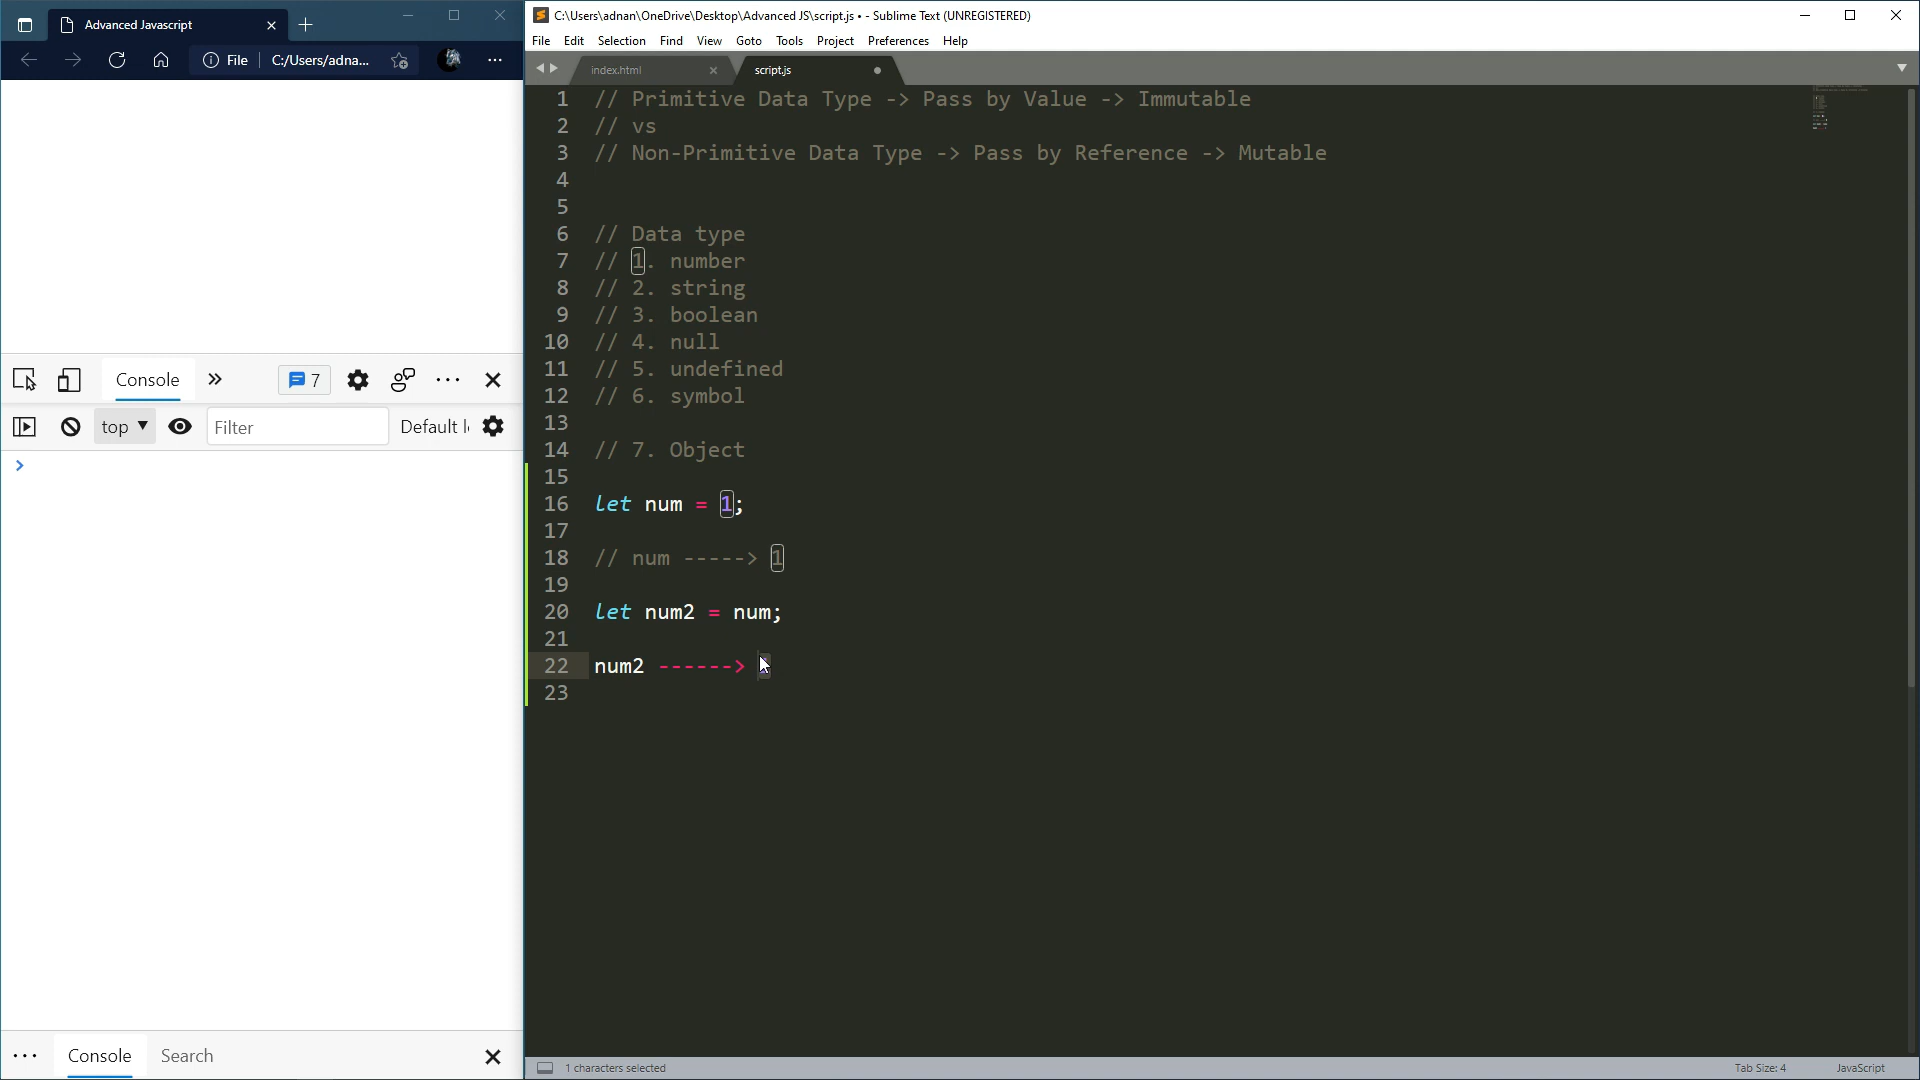 Advanced Javascript
File
C:/Users/adna...
Console
7
top
Filter
Default l
Console
Search
C:\Users\adnan\OneDrive\Desktop\Advanced JS\script.js • - Sublime Text (UNREGISTERED)
File Edit Selection Find View Goto Tools Project Preferences Help
index.html
script.js
1 // Primitive Data Type -> Pass by Value -> Immutable
2 // vs
3 // Non-Primitive Data Type -> Pass by Reference -> Mutable
4
5
6 // Data type
7 // 1. number
8 // 2. string
9 // 3. boolean
10 // 4. null
11 // 5. undefined
12 // 6. symbol
13
14 // 7. Object
15
16 let num = 1;
17
18 // num -----> 1
19
20 let num2 = num;
21
22 num2 ------>
23
1 characters selected
Tab Size: 4
JavaScript